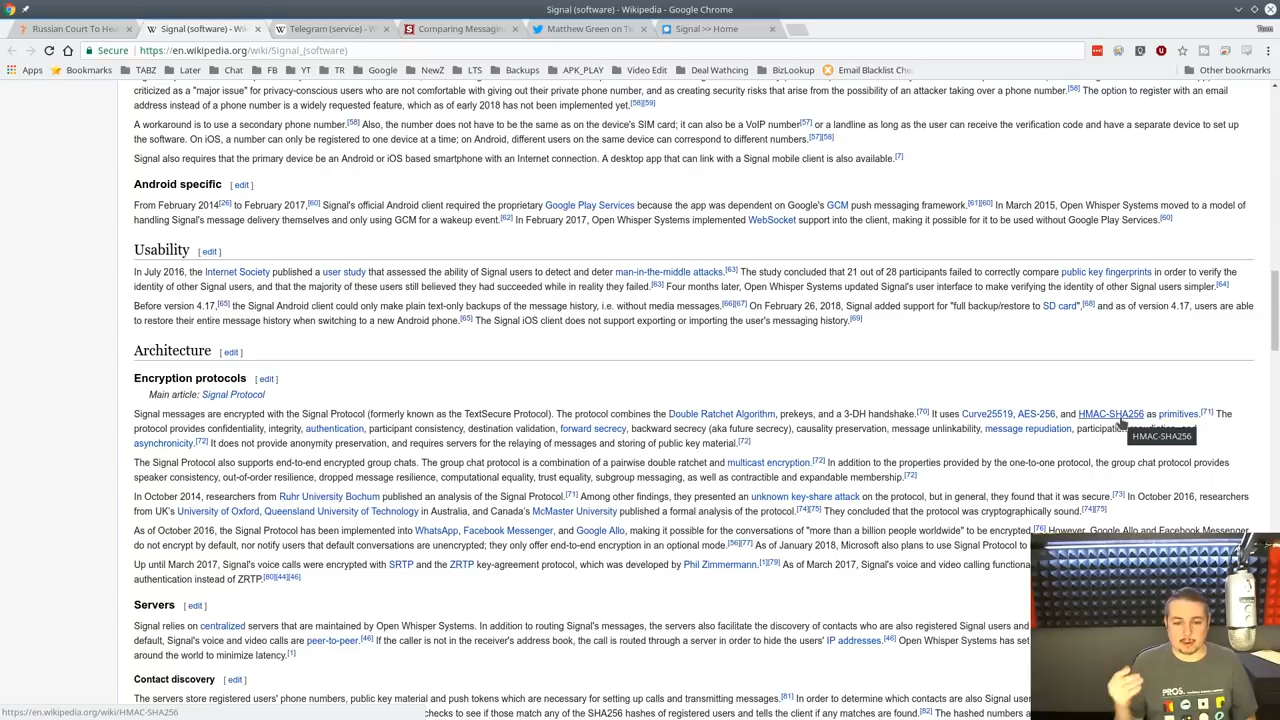 Signal (software) - Wikipedia - Google Chrome
Russian Court To Hea
Signal (software) - Wiki
Telegram (service) - W
Comparing Messaging
Matthew Green on Tw
Signal >> Home
Tom
Secure
https://en.wikipedia.org/wiki/Signal_(software)
Apps
Bookmarks
TABZ
Later
Chat
FB
YT
TR
Google
NewZ
LTS
Backups
APK_PLAY
Video Edit
Deal Wathcing
BizLookup
Email Blacklist Che
Other bookmarks
criticized as a "major issue" for privacy-conscious users who are not comfortable with giving out their private phone number, and as creating security risks that arise from the possibility of an attacker taking over a phone number.[58] The option to register with an email
address instead of a phone number is a widely requested feature, which as of early 2018 has not been implemented yet.[58][59]
A workaround is to use a secondary phone number.[58] Also, the number does not have to be the same as on the device's SIM card; it can also be a VoIP number[57] or a landline as long as the user can receive the verification code and have a separate device to set up
the software. On iOS, a number can only be registered to one device at a time; on Android, different users on the same device can correspond to different numbers.[57][58]
Signal also requires that the primary device be an Android or iOS based smartphone with an Internet connection. A desktop app that can link with a Signal mobile client is also available.[7]
Android specific [ edit ]
From February 2014[26] to February 2017,[60] Signal's official Android client required the proprietary Google Play Services because the app was dependent on Google's GCM push messaging framework.[61][60] In March 2015, Open Whisper Systems moved to a model of
handling Signal's message delivery themselves and only using GCM for a wakeup event.[62] In February 2017, Open Whisper Systems implemented WebSocket support into the client, making it possible for it to be used without Google Play Services.[60]
Usability [ edit ]
In July 2016, the Internet Society published a user study that assessed the ability of Signal users to detect and deter man-in-the-middle attacks.[63] The study concluded that 21 out of 28 participants failed to correctly compare public key fingerprints in order to verify the
identity of other Signal users, and that the majority of these users still believed they had succeeded while in reality they failed.[63] Four months later, Open Whisper Systems updated Signal's user interface to make verifying the identity of other Signal users simpler.[64]
Before version 4.17,[65] the Signal Android client could only make plain text-only backups of the message history, i.e. without media messages.[66][67] On February 26, 2018, Signal added support for "full backup/restore to SD card",[68] and as of version 4.17, users are able
to restore their entire message history when switching to a new Android phone.[65] The Signal iOS client does not support exporting or importing the user's messaging history.[69]
Architecture [ edit ]
Encryption protocols [ edit ]
Main article: Signal Protocol
Signal messages are encrypted with the Signal Protocol (formerly known as the TextSecure Protocol). The protocol combines the Double Ratchet Algorithm, prekeys, and a 3-DH handshake.[70] It uses Curve25519, AES-256, and HMAC-SHA256 as primitives.[71] The
protocol provides confidentiality, integrity, authentication, participant consistency, destination validation, forward secrecy, backward secrecy (aka future secrecy), causality preservation, message unlinkability, message repudiation, participation
HMAC-SHA256
asynchronicity.[72] It does not provide anonymity preservation, and requires servers for the relaying of messages and storing of public key material.[72]
The Signal Protocol also supports end-to-end encrypted group chats. The group chat protocol is a combination of a pairwise double ratchet and multicast encryption.[72] In addition to the properties provided by the one-to-one protocol, the group chat protocol provides
speaker consistency, out-of-order resilience, dropped message resilience, computational equality, trust equality, subgroup messaging, as well as contractible and expandable membership.[72]
In October 2014, researchers from Ruhr University Bochum published an analysis of the Signal Protocol.[71] Among other findings, they presented an unknown key-share attack on the protocol, but in general, they found that it was secure.[73] In October 2016, researchers
from UK's University of Oxford, Queensland University of Technology in Australia, and Canada's McMaster University published a formal analysis of the protocol.[74][75] They concluded that the protocol was cryptographically sound.[74][75]
As of October 2016, the Signal Protocol has been implemented into WhatsApp, Facebook Messenger, and Google Allo, making it possible for the conversations of "more than a billion people worldwide" to be encrypted.[76] However, Google Allo and Facebook Messenger
do not encrypt by default, nor notify users that default conversations are unencrypted; they only offer end-to-end encryption in an optional mode.[56][77] As of January 2018, Microsoft also plans to use Signal Protocol to
Up until March 2017, Signal's voice calls were encrypted with SRTP and the ZRTP key-agreement protocol, which was developed by Phil Zimmermann.[1][79] As of March 2017, Signal's voice and video calling
authentication instead of ZRTP.[80][44][46]
Servers [ edit ]
Signal relies on centralized servers that are maintained by Open Whisper Systems. In addition to routing Signal's messages, the servers also facilitate the discovery of contacts who are also registered Signal users and
default, Signal's voice and video calls are peer-to-peer.[46] If the caller is not in the receiver's address book, the call is routed through a server in order to hide the users' IP addresses.[46] Open Whisper Systems has set
around the world to minimize latency.[1]
Contact discovery [ edit ]
The servers store registered users' phone numbers, public key material and push tokens which are necessary for setting up calls and transmitting messages.[81] In order to determine which contacts are also Signal
https://en.wikipedia.org/wiki/HMAC-SHA256
checks to see if those match any of the SHA256 hashes of registered users and tells the client if any matches are found.[82] The hashed numbers
PROS.